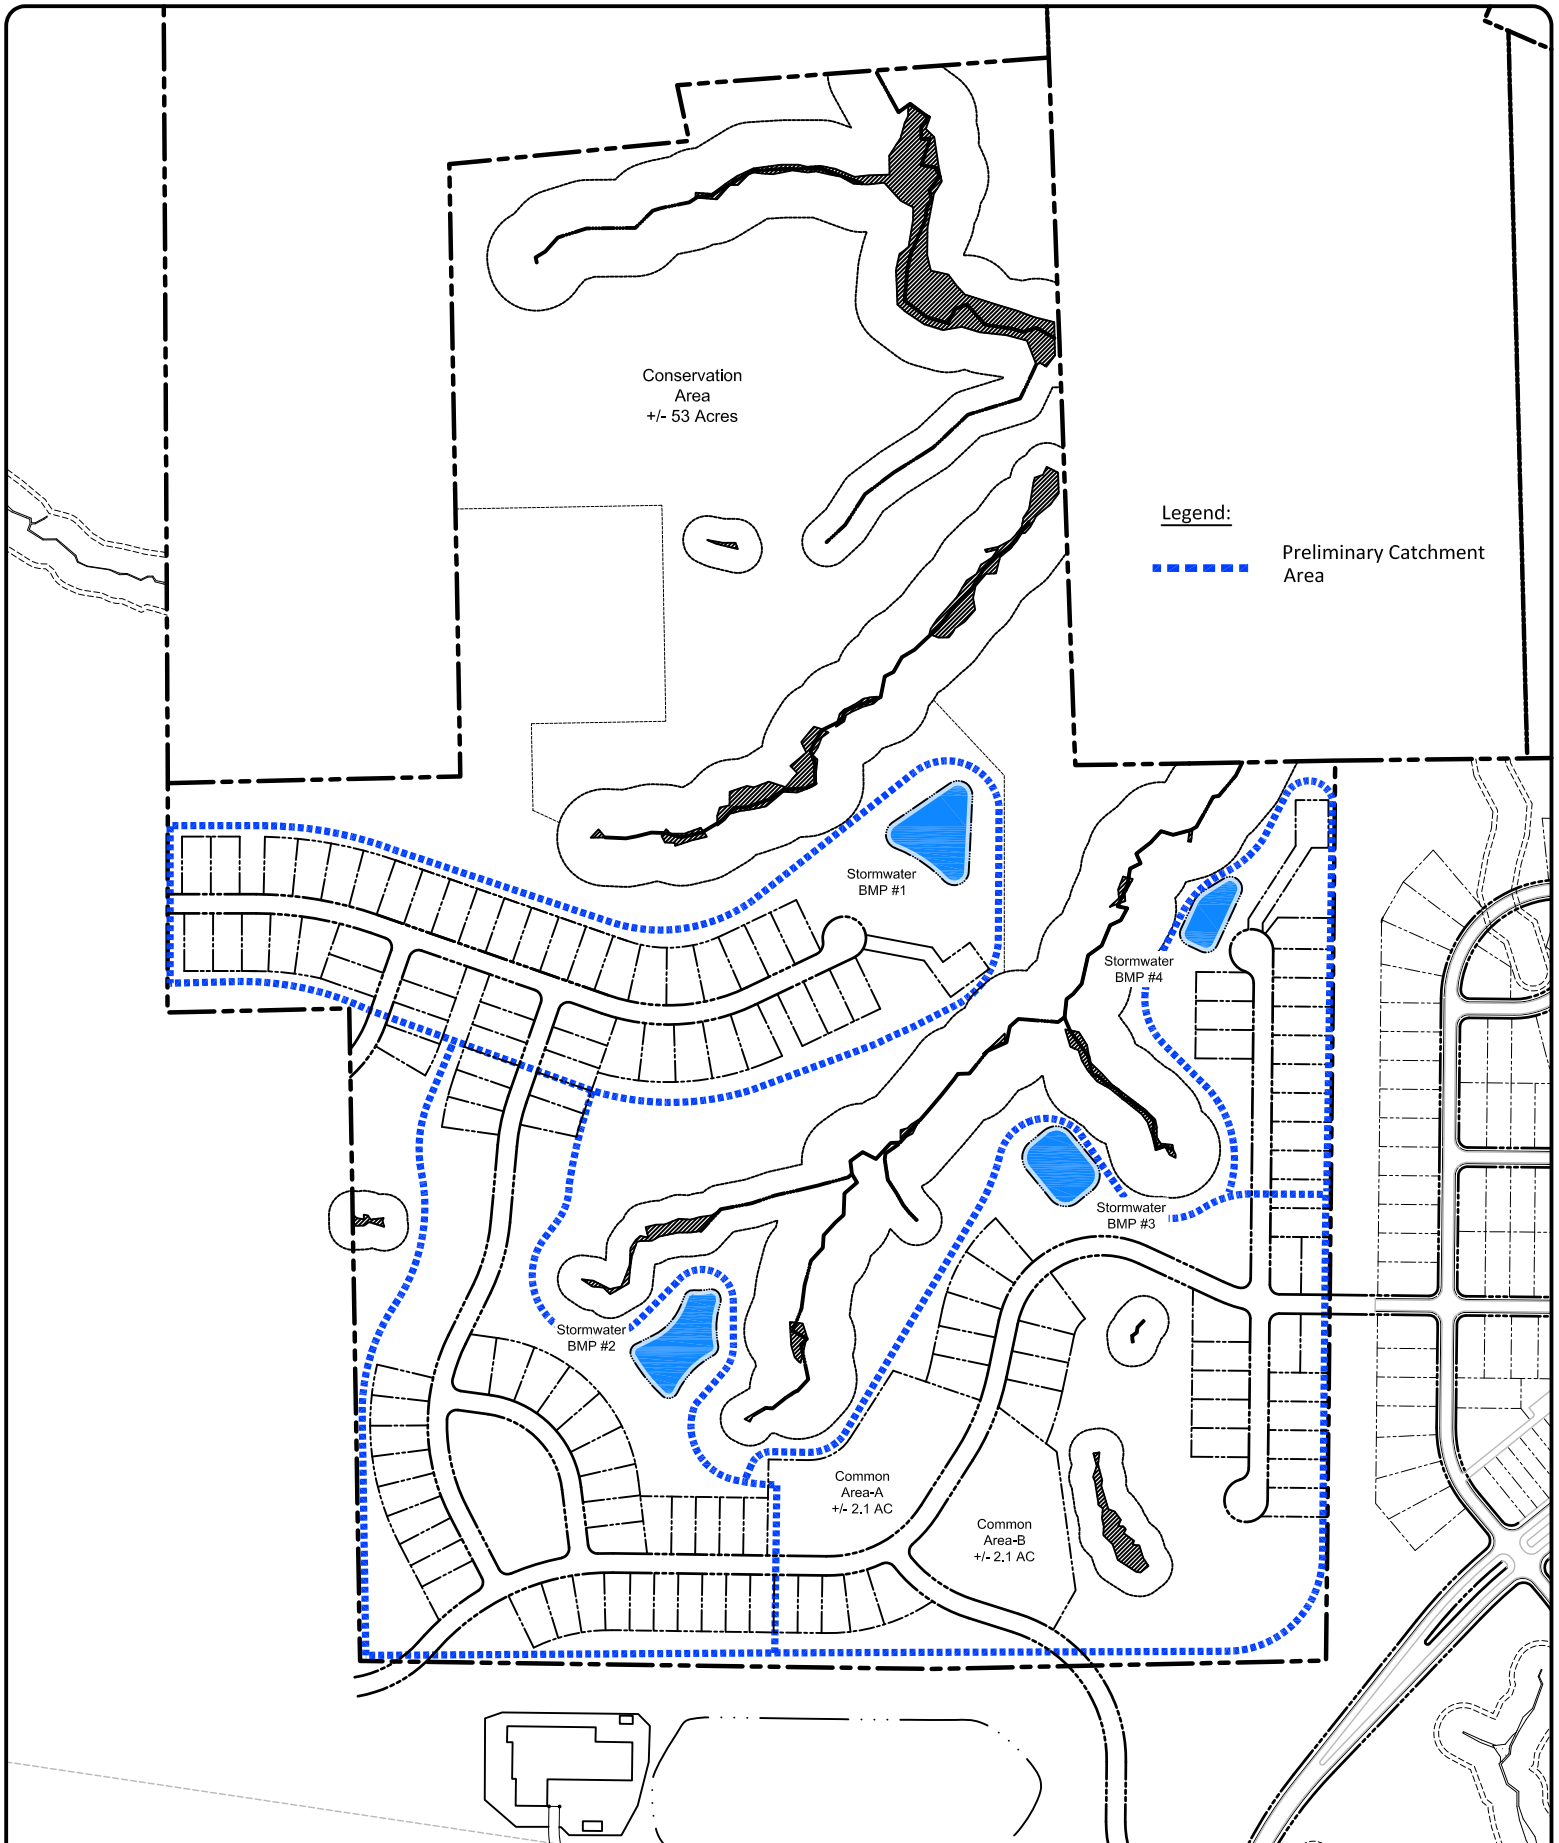 Conservation
Area
+/- 53 Acres
Legend:
Preliminary Catchment
Area
Stormwater
BMP #1
Stormwater
BMP #4
Stormwater
BMP #3
Stormwater
BMP #2
Common
Area-A
+/- 2.1 AC
Common
Area-B
+/- 2.1 AC